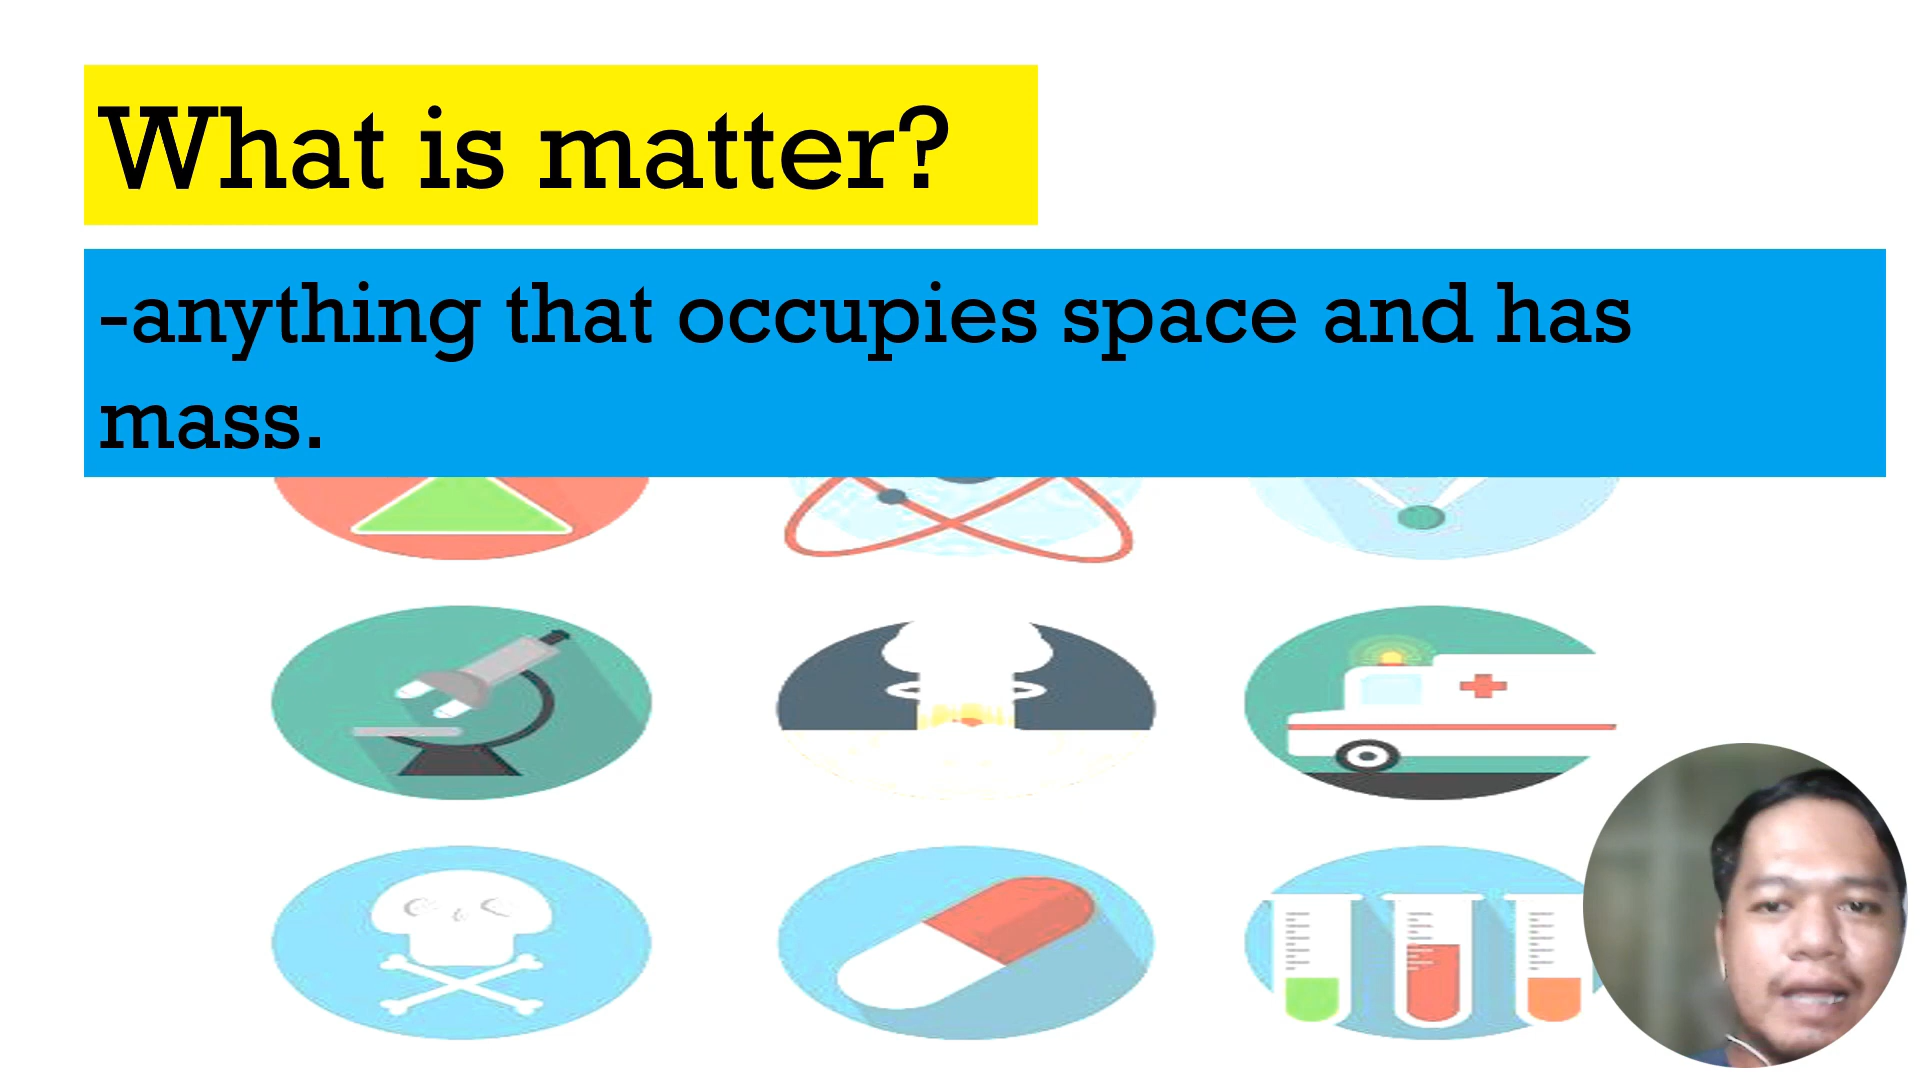 What is matter?
-anything that occupies space and has
mass.